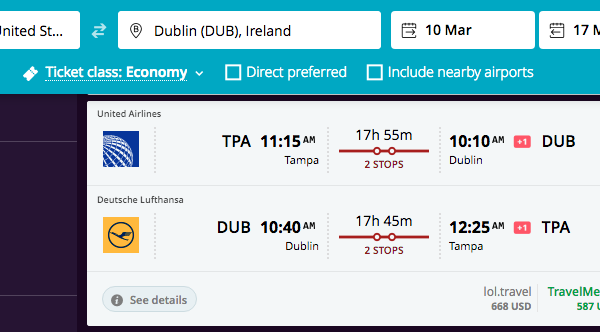 United St...
B
Dublin (DUB), Ireland
10 Mar
17 M
Ticket class: Economy
Direct preferred
Include nearby airports
United Airlines
TPA 11:15 AM
Tampa
17h 55m
2 STOPS
10:10 AM +1 DUB
Dublin
Deutsche Lufthansa
DUB 10:40 AM
Dublin
17h 45m
2 STOPS
12:25 AM +1 TPA
Tampa
See details
lol.travel
668 USD
TravelMe
587 U